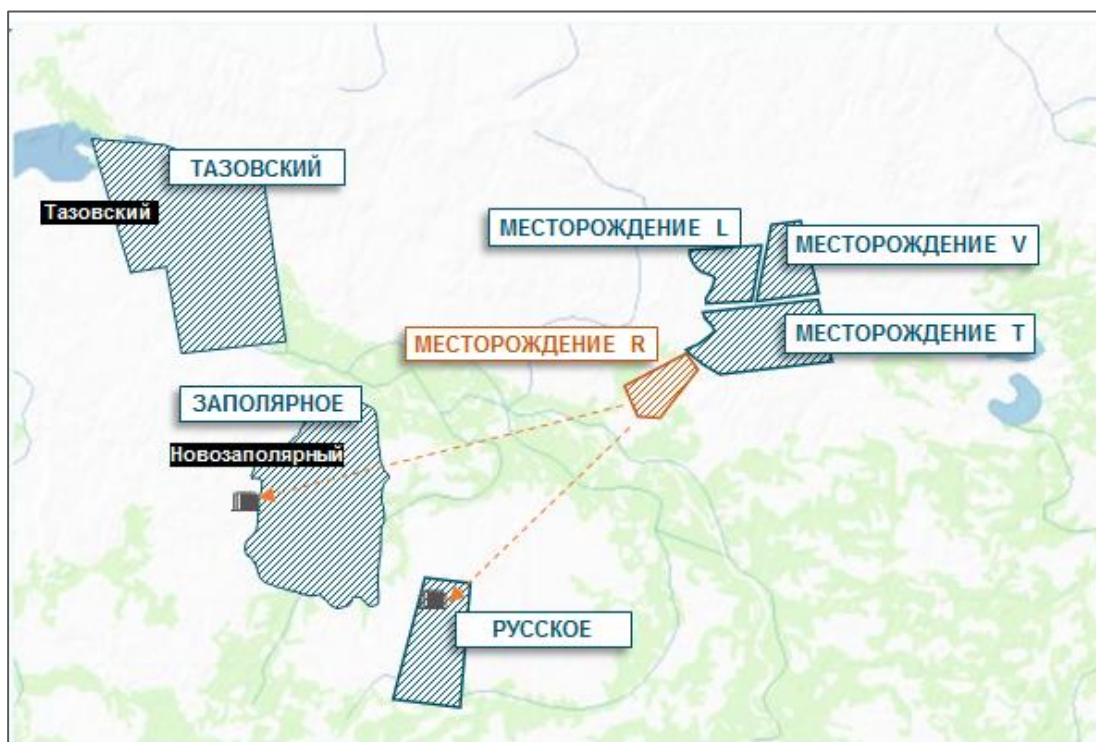 ТАЗОВСКИЙ
Тазовский
МЕСТОРОЖДЕНИЕ L
МЕСТОРОЖДЕНИЕ V
МЕСТОРОЖДЕНИЕ T
МЕСТОРОЖДЕНИЕ R
ЗАПОЛЯРНОЕ
Новозаполярный
РУССКОЕ